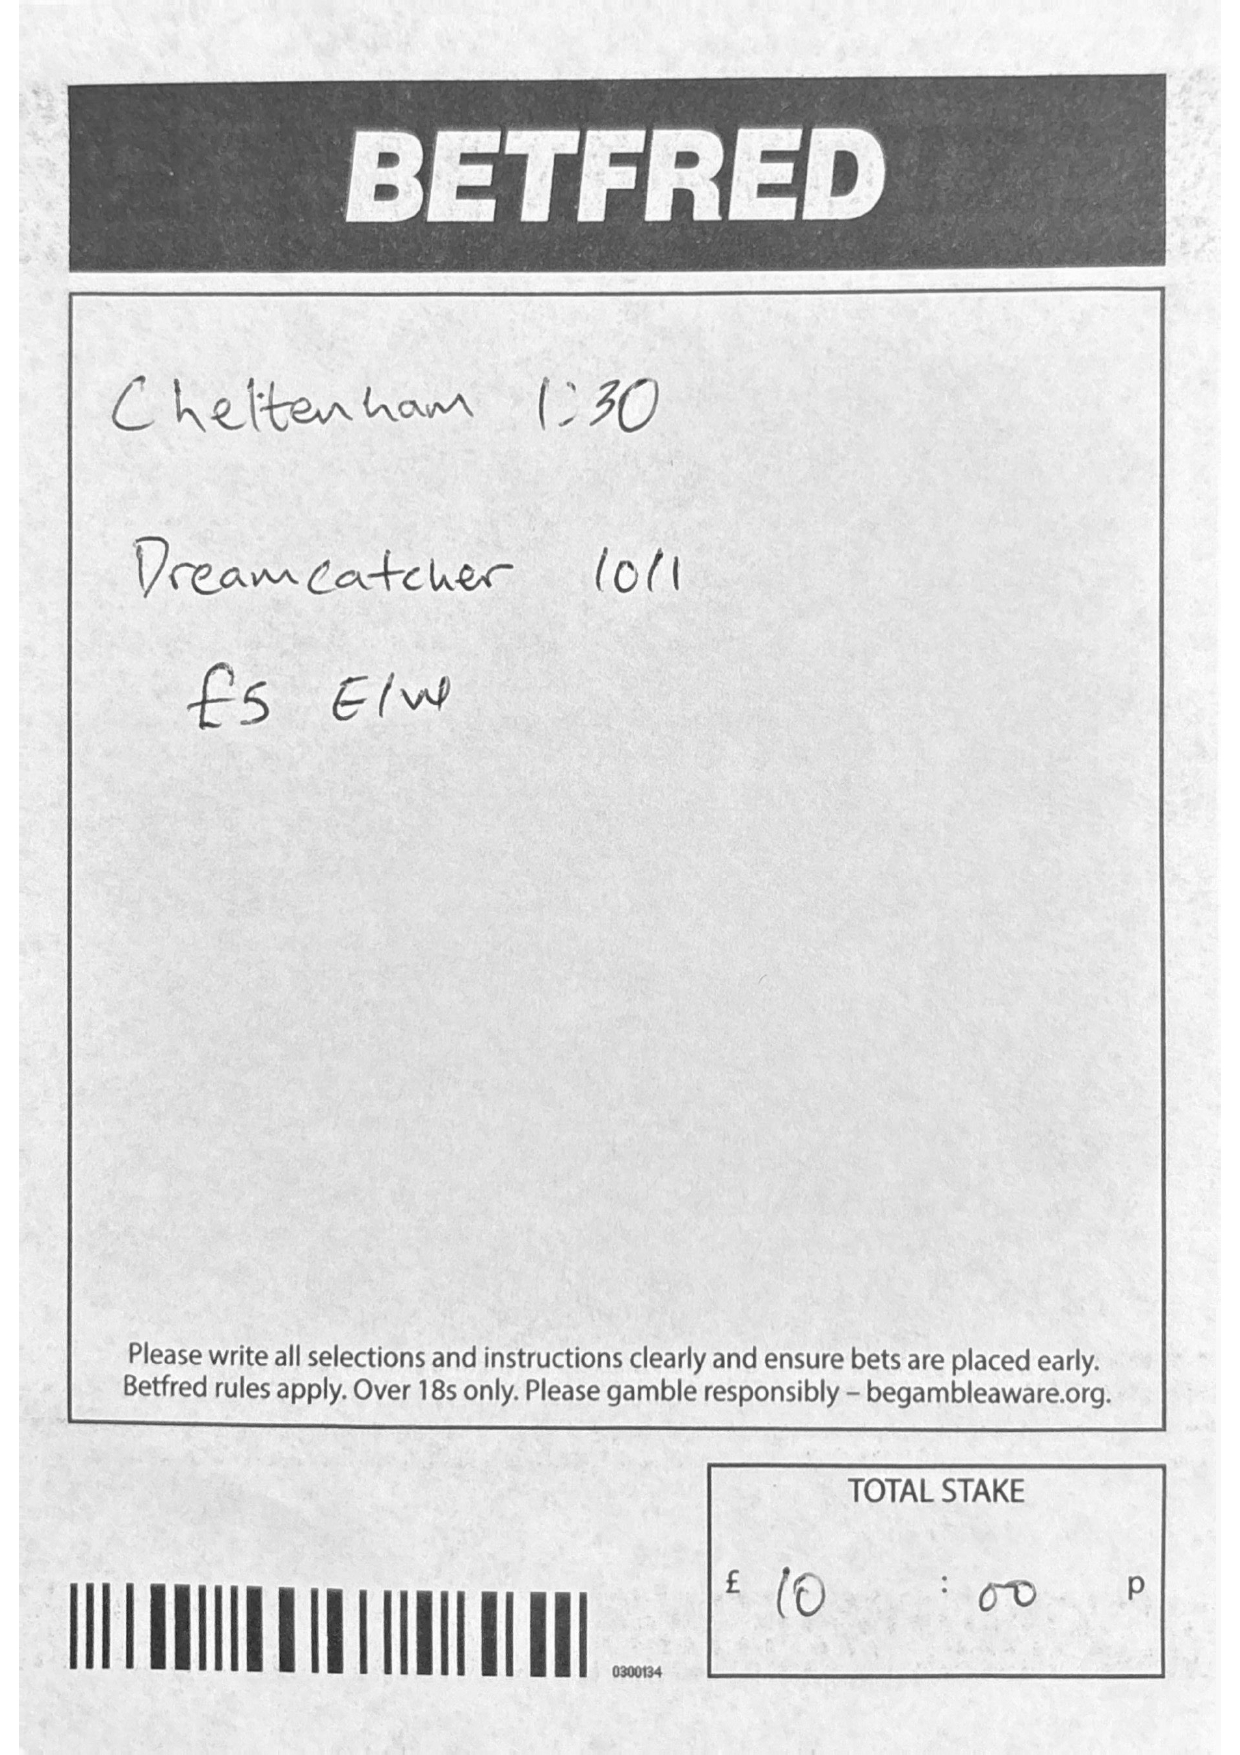 BETFRED
Cheltenham 1:30
Dreamcatcher 10/1
£5 E/W
Please write all selections and instructions clearly and ensure bets are placed early.
Betfred rules apply. Over 18s only. Please gamble responsibly – begambleaware.org.
TOTAL STAKE
£ 10 : 00 p
0300134